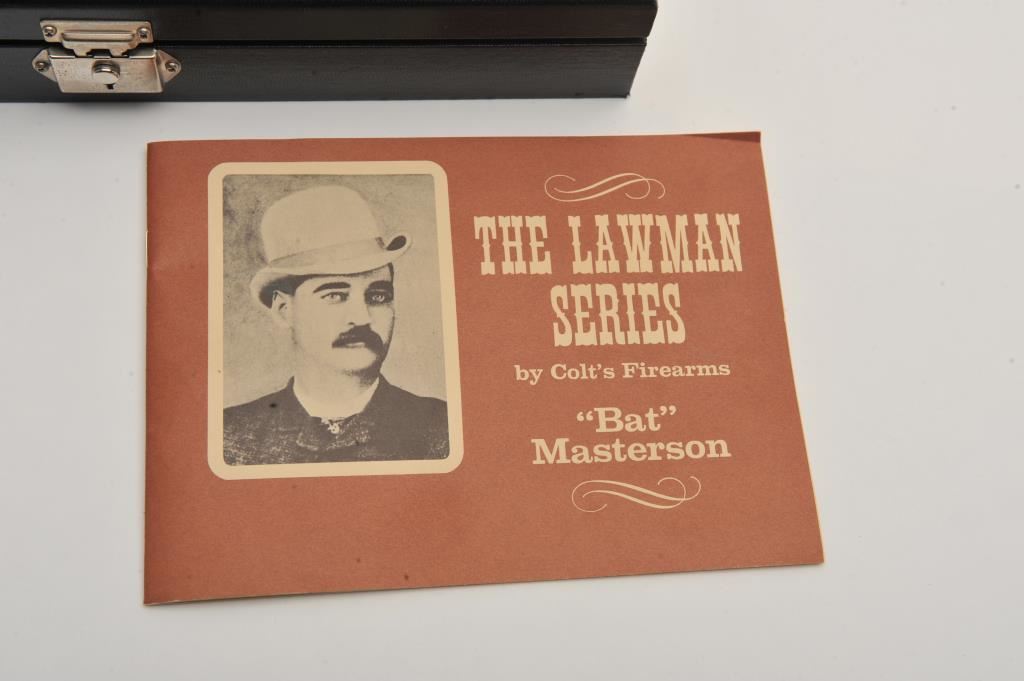 THE LAWMAN
SERIES
by Colt's Firearms
“Bat”
Masterson